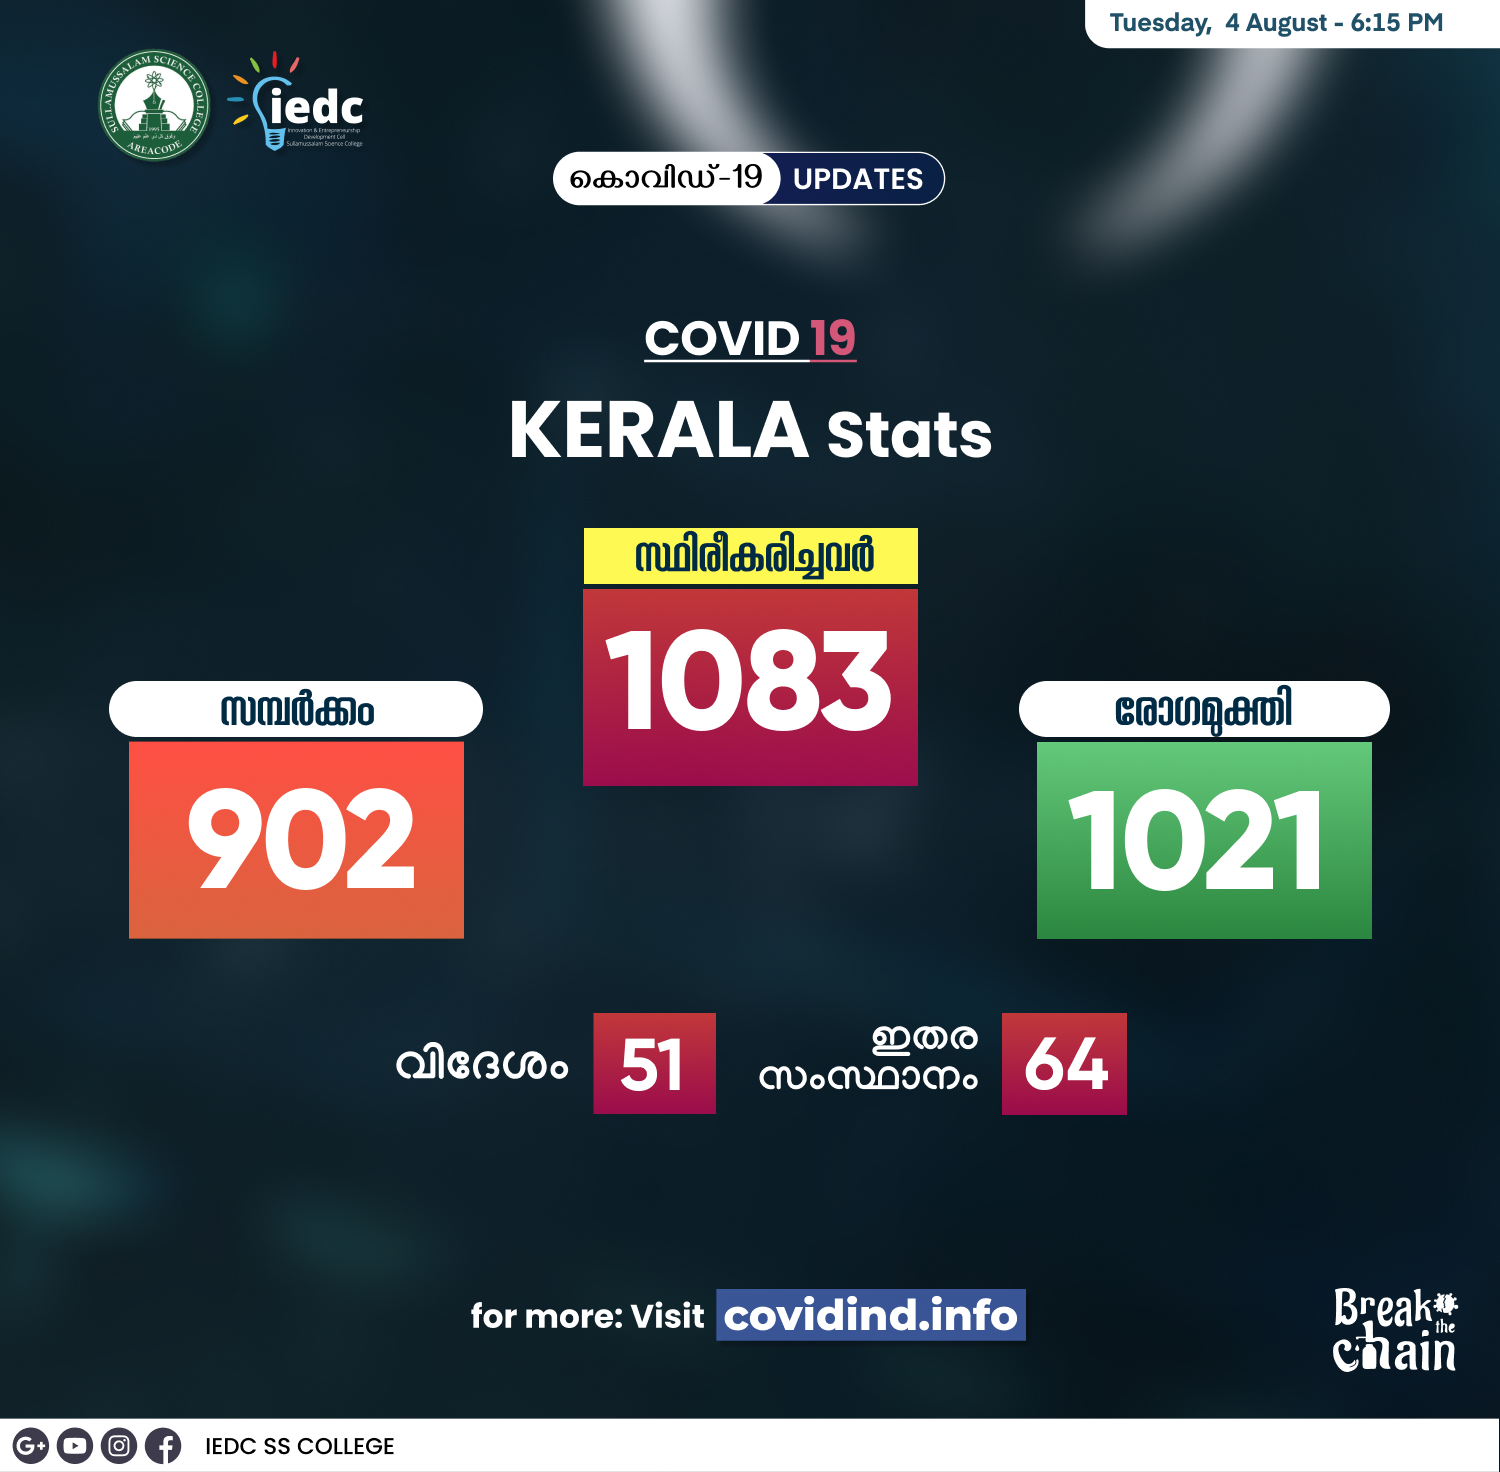 Tuesday, 4 August - 6:15 PM
SULLAMUSSALAM SCIENCE COLLEGE
1995
AREACODE
iedc
Innovation & Entrepreneurship
Development Cell
Sullamussalam Science College
കൊവിഡ്-19 UPDATES
COVID 19
KERALA Stats
സ്ഥിരീകരിച്ചവർ
1083
സമ്പർക്കം
902
രോഗമുക്തി
1021
വിദേശം 51
ഇതര
സംസ്ഥാനം 64
for more: Visit covidind.info
Break
the
chain
G+
IEDC SS COLLEGE